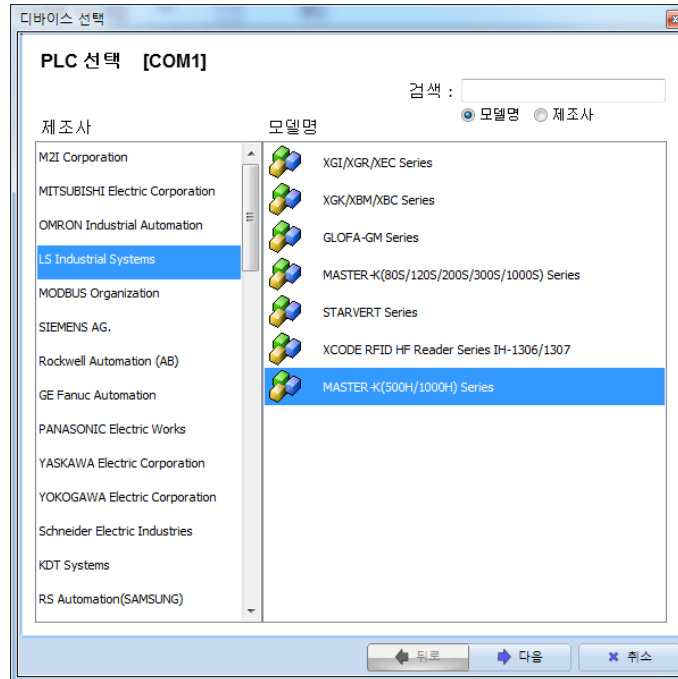 디바이스 선택
PLC 선택 [COM1]
검색 :
모델명 제조사
제조사
모델명
M2I Corporation
MITSUBISHI Electric Corporation
OMRON Industrial Automation
LS Industrial Systems
MODBUS Organization
SIEMENS AG.
Rockwell Automation (AB)
GE Fanuc Automation
PANASONIC Electric Works
YASKAWA Electric Corporation
YOKOGAWA Electric Corporation
Schneider Electric Industries
KDT Systems
RS Automation(SAMSUNG)
XGI/XGR/XEC Series
XGK/XBM/XBC Series
GLOFA-GM Series
MASTER-K(80S/120S/200S/300S/1000S) Series
STARVERT Series
XCODE RFID HF Reader Series IH-1306/1307
MASTER-K(500H/1000H) Series
뒤로 다음 취소